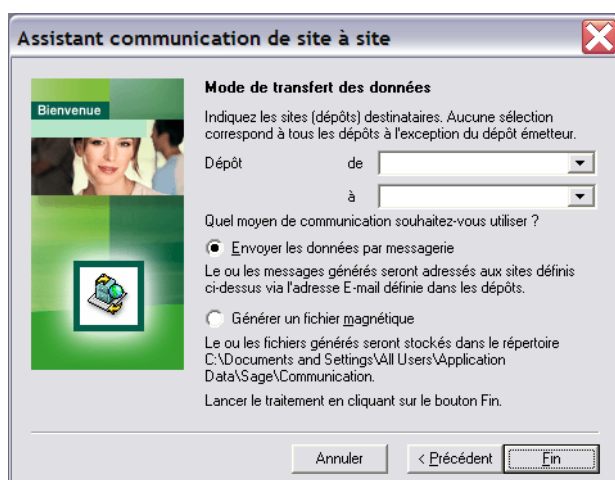 Assistant communication de site à site
Bienvenue
Mode de transfert des données
Indiquez les sites (dépôts) destinataires. Aucune sélection
correspond à tous les dépôts à l'exception du dépôt émetteur.
Dépôt de
à
Quel moyen de communication souhaitez-vous utiliser ?
Envoyer les données par messagerie
Le ou les messages générés seront adressés aux sites définis
ci-dessus via l'adresse E-mail définie dans les dépôts.
Générer un fichier magnétique
Le ou les fichiers générés seront stockés dans le répertoire
C:\Documents and Settings\All Users\Application
Data\Sage\Communication.
Lancer le traitement en cliquant sur le bouton Fin.
Annuler < Précédent Fin